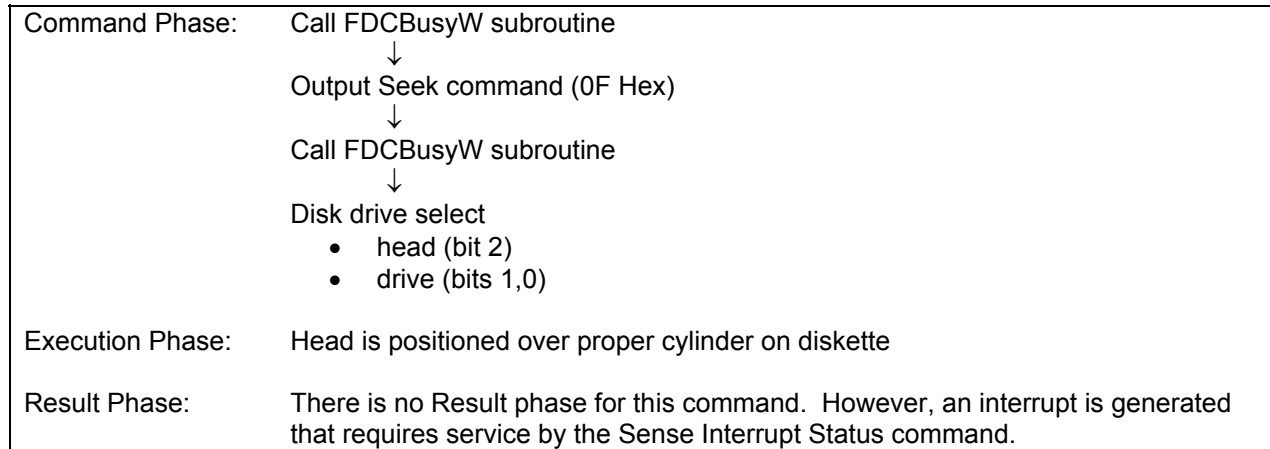 Command Phase: Call FDCBusyW subroutine
↓
Output Seek command (0F Hex)
↓
Call FDCBusyW subroutine
↓
Disk drive select
• head (bit 2)
• drive (bits 1,0)
Execution Phase: Head is positioned over proper cylinder on diskette
Result Phase: There is no Result phase for this command. However, an interrupt is generated
that requires service by the Sense Interrupt Status command.